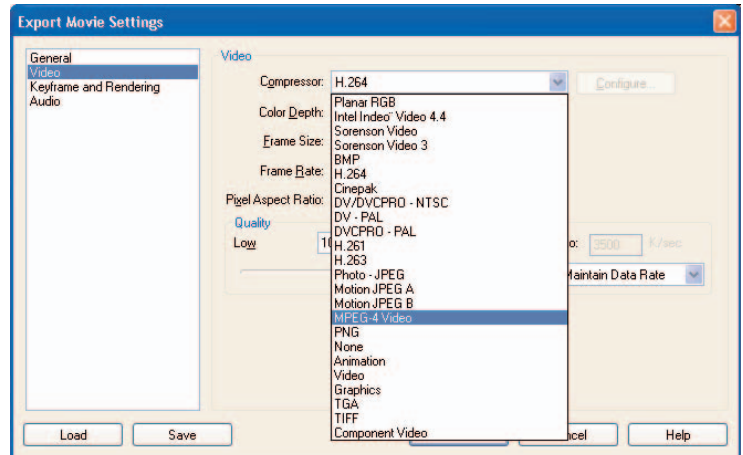 Export Movie Settings
General
Video
Keyframe and Rendering
Audio
Video
Compressor: H.264
Configure...
Color Depth:
Frame Size:
Frame Rate:
Pixel Aspect Ratio:
Planar RGB
Intel Indeo® Video 4.4
Sorenson Video
Sorenson Video 3
BMP
H.264
Cinepak
DV/DVCPRO - NTSC
DV - PAL
DVCPRO - PAL
H.261
H.263
Photo - JPEG
Motion JPEG A
Motion JPEG B
MPEG-4 Video
PNG
None
Animation
Video
Graphics
TGA
TIFF
Component Video
Quality
Low
3500 K/sec
Maintain Data Rate
Load
Save
Help